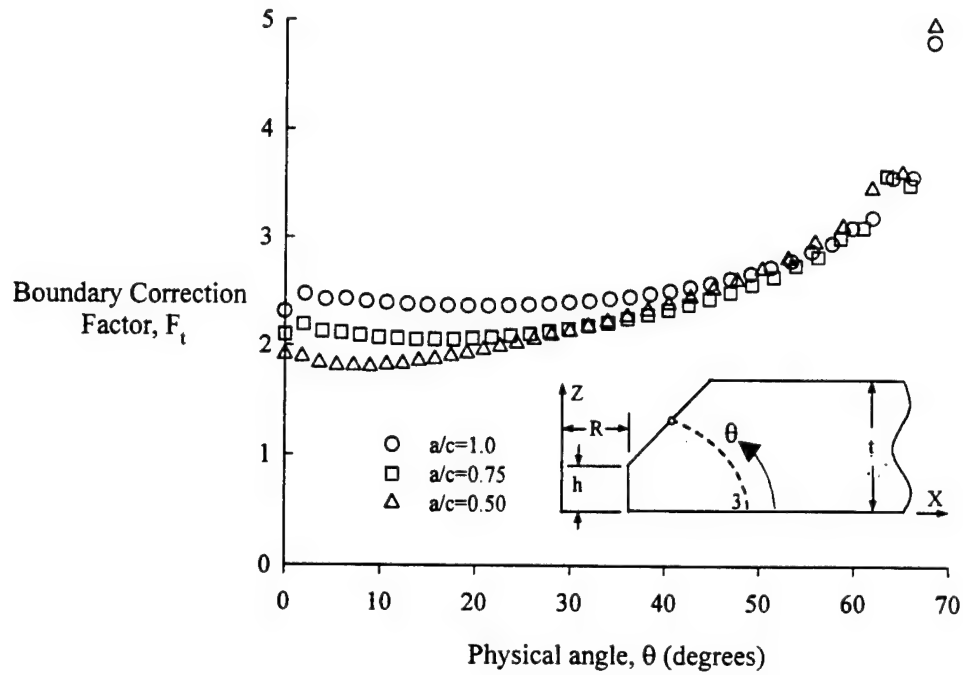 5
4
3
2
1
0
Boundary Correction
Factor, Fₜ
0
10
20
30
40
50
60
70
Physical angle, θ (degrees)
a/c=1.0
a/c=0.75
a/c=0.50
Z
R
h
θ
t
3
X